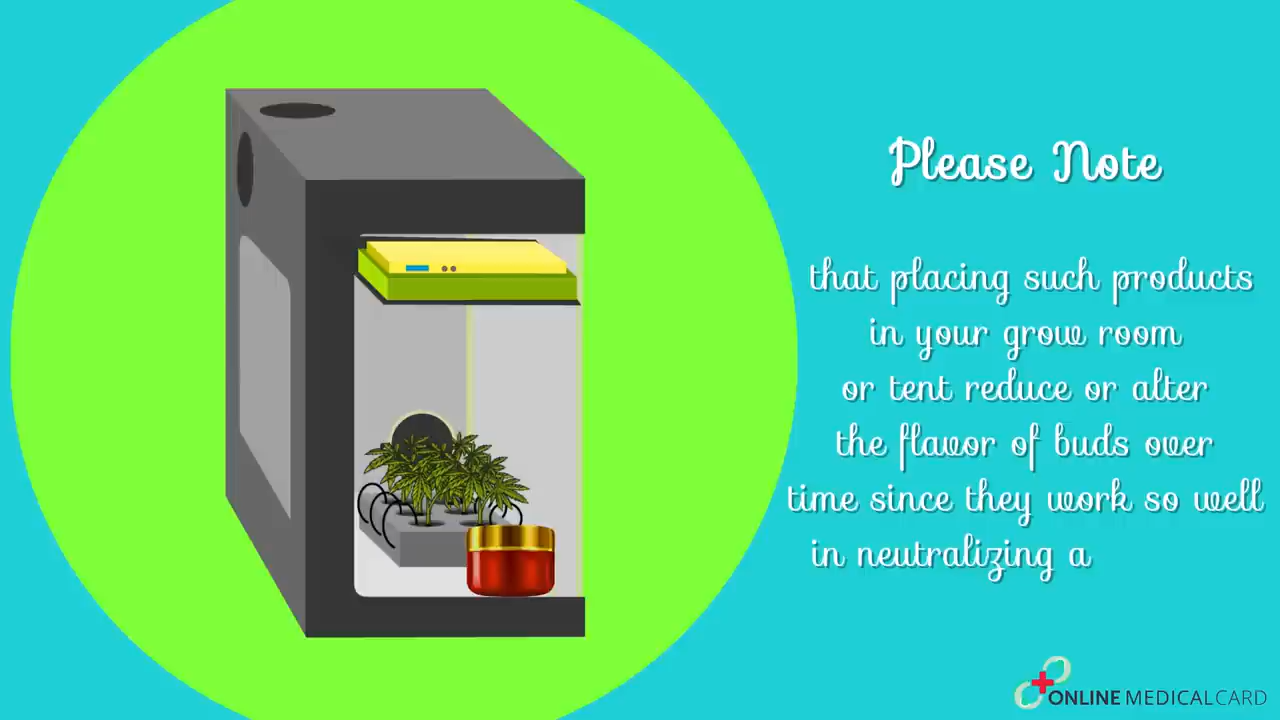 Please Note
that placing such products
in your grow room
or tent reduce or alter
the flavor of buds over
time since they work so well
in neutralizing a
ONLINE MEDICALCARD